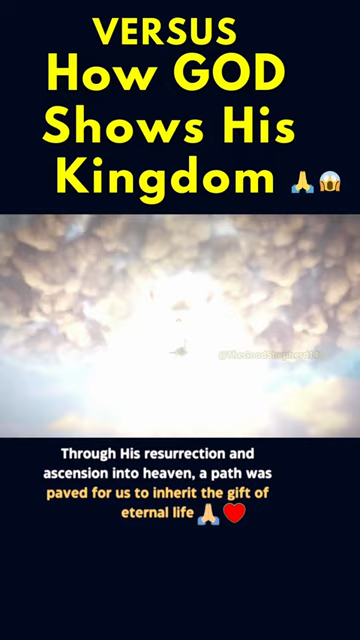 VERSUS
How GOD
Shows His
Kingdom 🙏😱
@TheGoodShepherd14
Through His resurrection and
ascension into heaven, a path was
paved for us to inherit the gift of
eternal life 🙏❤️